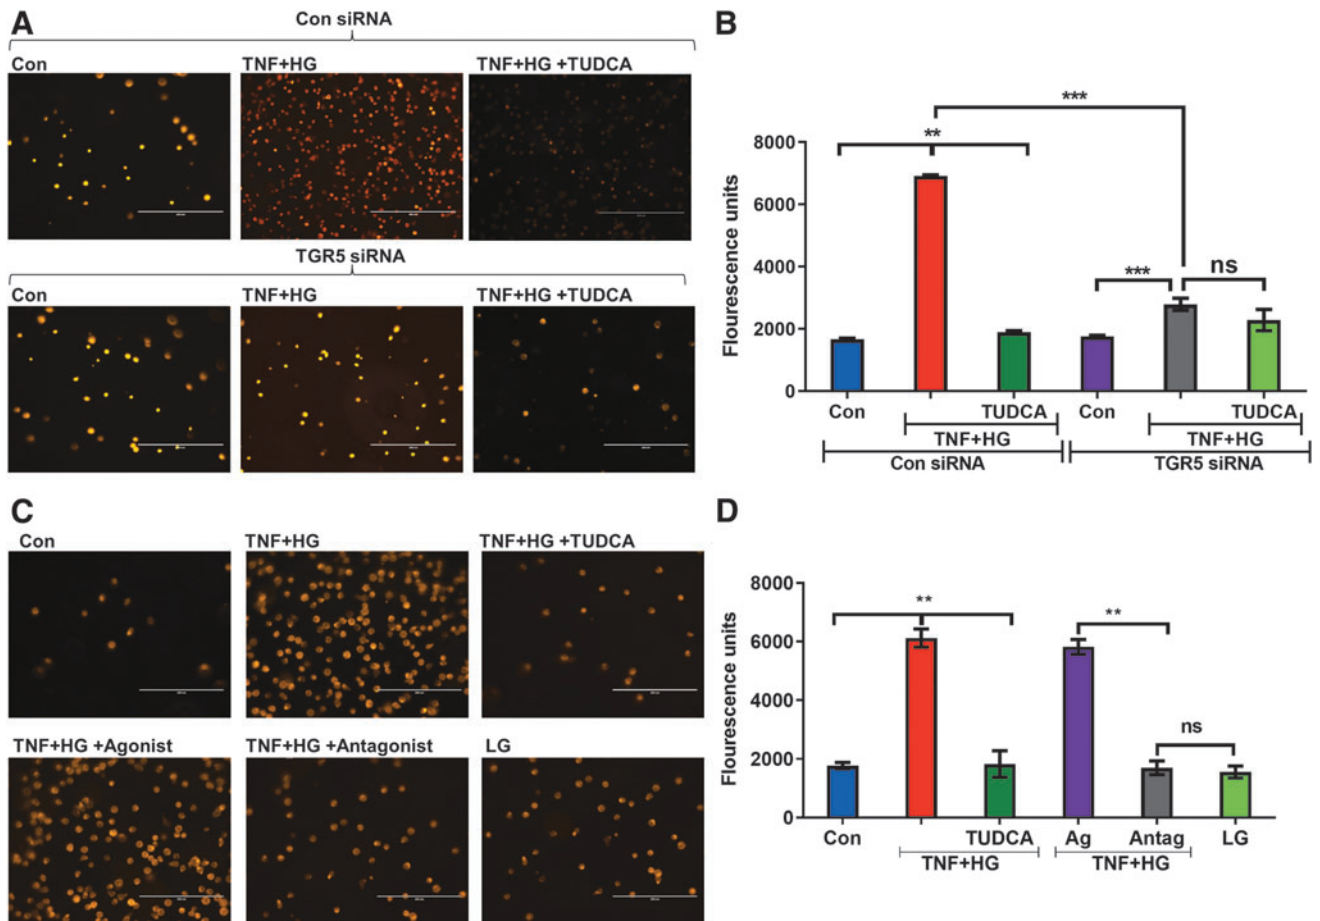 A
Con siRNA
Con
TNF+HG
TNF+HG +TUDCA
TGR5 siRNA
Con
TNF+HG
TNF+HG +TUDCA
B
Flourescence units
8000
6000
4000
2000
0
***
**
***
ns
Con
TUDCA
Con
TUDCA
TNF+HG
TNF+HG
Con siRNA
TGR5 siRNA
C
Con
TNF+HG
TNF+HG +TUDCA
TNF+HG +Agonist
TNF+HG +Antagonist
LG
D
Flourescence units
8000
6000
4000
2000
0
**
**
ns
Con
TUDCA
Ag
Antag
LG
TNF+HG
TNF+HG